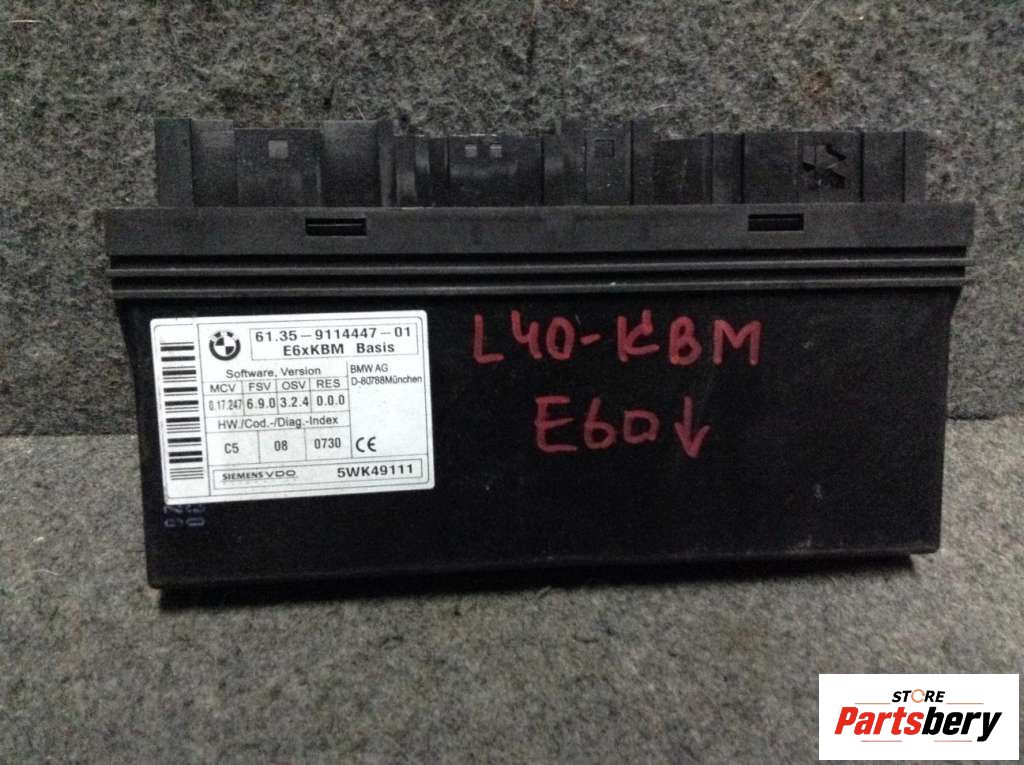 61.35-9114447-01
E6xKBM Basis
Software, Version
MCV FSV OSV RES
0.17.247 6.9.0 3.2.4 0.0.0
HW./Cod.-/Diag.-Index
C5 08 0730
BMW AG
D-80788München
CE
SIEMENS VDO 5WK49111
L40-KBM
E60↓
STORE
Partsbery